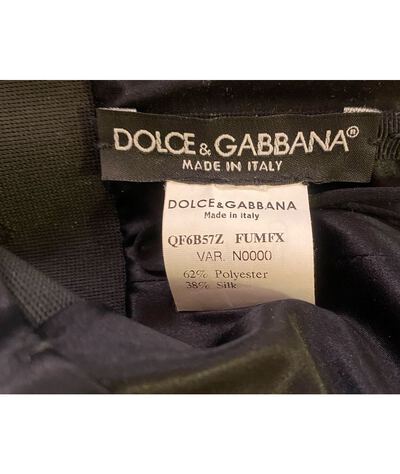 DOLCE & GABBANA®
MADE IN ITALY
DOLCE & GABBANA
Made in italy
QF6B57Z FUMFX
VAR. N0000
62% Polyester
38% Silk